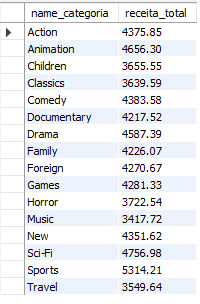 name_categoria receita_total
Action 4375.85
Animation 4656.30
Children 3655.55
Classics 3639.59
Comedy 4383.58
Documentary 4217.52
Drama 4587.39
Family 4226.07
Foreign 4270.67
Games 4281.33
Horror 3722.54
Music 3417.72
New 4351.62
Sci-Fi 4756.98
Sports 5314.21
Travel 3549.64